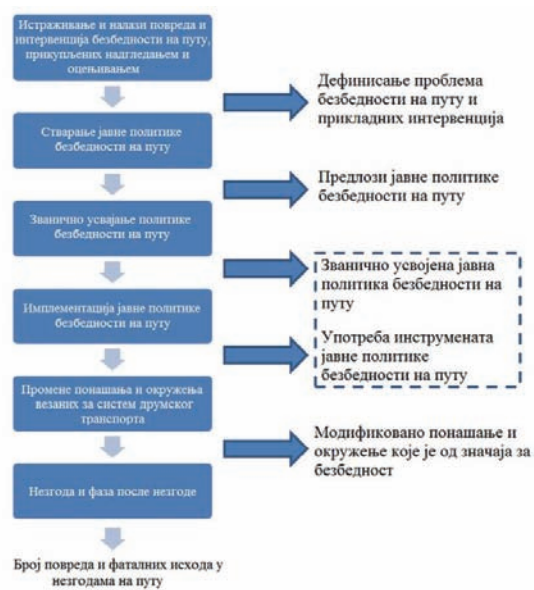 Истраживање и налази повреда и
интервенција безбедности на путу,
прикупљених надгледањем и
оцењивањем
Дефинисање проблема
безбедности на путу и
прикладних интервенција
Стварање јавне политике
безбедности на путу
Предлози јавне политике
безбедности на путу
Званично усвајање политике
безбедности на путу
Званично усвојена јавна
политика безбедности на
путу
Имплементација јавне политике
безбедности на путу
Употреба инструмената
јавне политике
безбедности на путу
Промене понашања и окружења
везаних за систем друмског
транспорта
Модификовано понашање и
окружење које је од значаја за
безбедност
Незгода и фаза после незгоде
Број повреда и фаталних исхода у
незгодама на путу